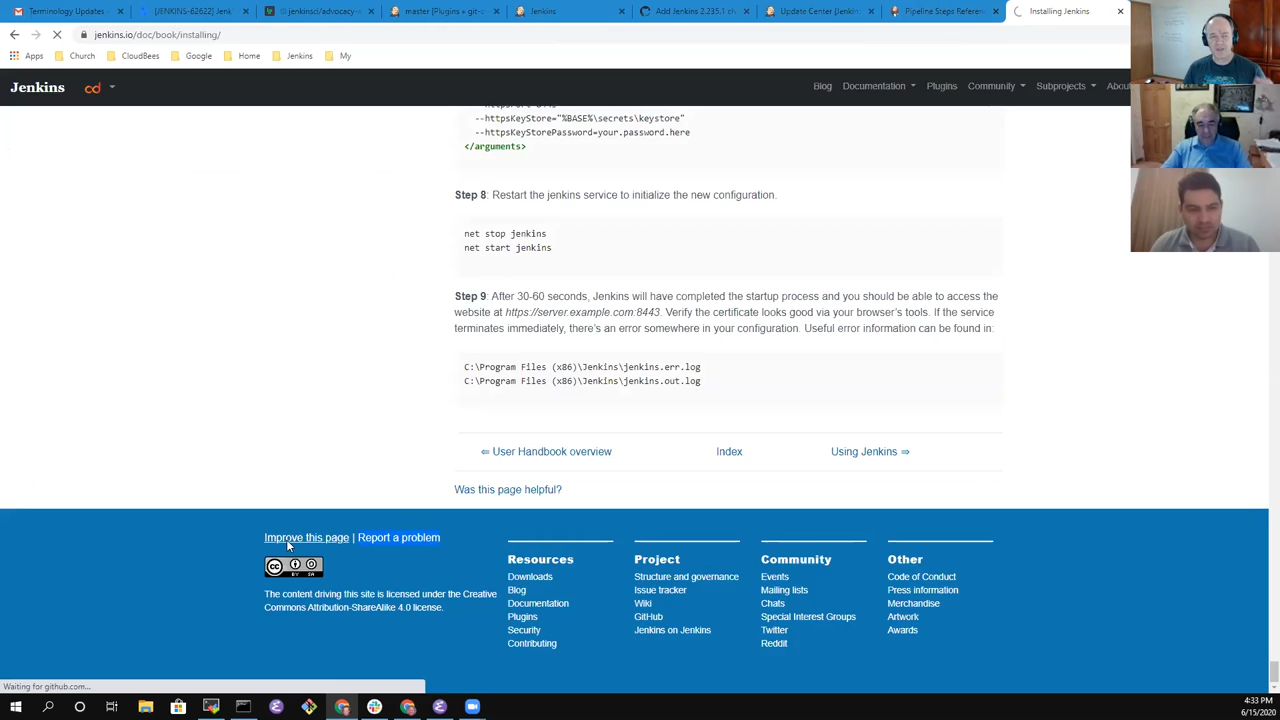 Terminology Updates -
[JENKINS-62622] Jenk
jenkinsci/advocacy-
master [Plugins » git-c
Jenkins
Add Jenkins 2.235.1 ch
Update Center [Jenkin
Pipeline Steps Referen
Installing Jenkins
jenkins.io/doc/book/installing/
Apps
Church
CloudBees
Google
Home
Jenkins
My
Jenkins
cd
Blog
Documentation
Plugins
Community
Subprojects
About
--httpsKeyStore="%BASE%\secrets\keystore"
--httpsKeyStorePassword=your.password.here
</arguments>
Step 8: Restart the jenkins service to initialize the new configuration.
net stop jenkins
net start jenkins
Step 9: After 30-60 seconds, Jenkins will have completed the startup process and you should be able to access the
website at https://server.example.com:8443. Verify the certificate looks good via your browser's tools. If the service
terminates immediately, there's an error somewhere in your configuration. Useful error information can be found in:
C:\Program Files (x86)\Jenkins\jenkins.err.log
C:\Program Files (x86)\Jenkins\jenkins.out.log
⇐ User Handbook overview
Index
Using Jenkins ⇒
Was this page helpful?
Improve this page | Report a problem
The content driving this site is licensed under the Creative
Commons Attribution-ShareAlike 4.0 license.
Resources
Downloads
Blog
Documentation
Plugins
Security
Contributing
Project
Structure and governance
Issue tracker
Wiki
GitHub
Jenkins on Jenkins
Community
Events
Mailing lists
Chats
Special Interest Groups
Twitter
Reddit
Other
Code of Conduct
Press information
Merchandise
Artwork
Awards
Waiting for github.com...
4:33 PM
6/15/2020